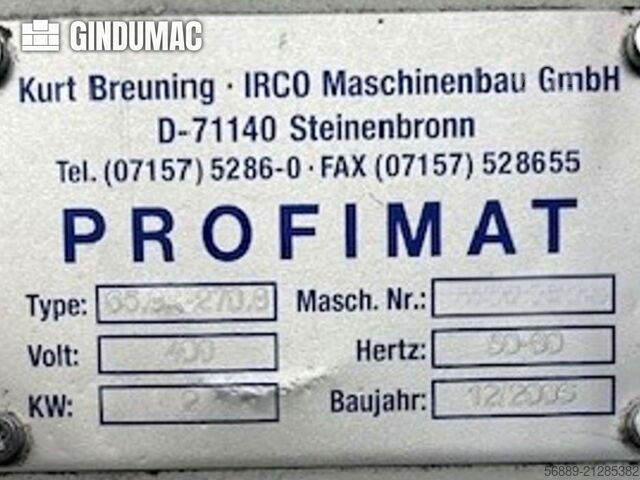 GINDUMAC
Kurt Breuning · IRCO Maschinenbau GmbH
D-71140 Steinenbronn
Tel. (07157) 5286-0 · FAX (07157) 528655
PROFIMAT
Type: Masch. Nr.:
Volt: 400 Hertz: 50-60
KW: 2 Baujahr: 12/2005
56889-21285382